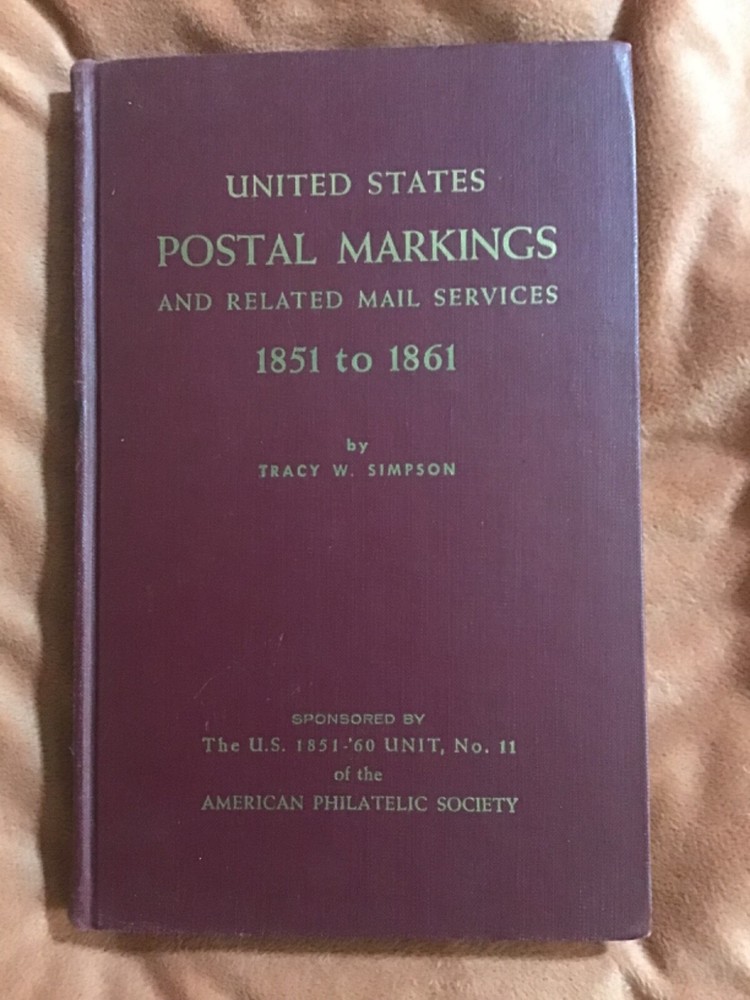 UNITED STATES
POSTAL MARKINGS
AND RELATED MAIL SERVICES
1851 to 1861
by
TRACY W. SIMPSON
SPONSORED BY
The U.S. 1851-'60 UNIT, No. 11
of the
AMERICAN PHILATELIC SOCIETY